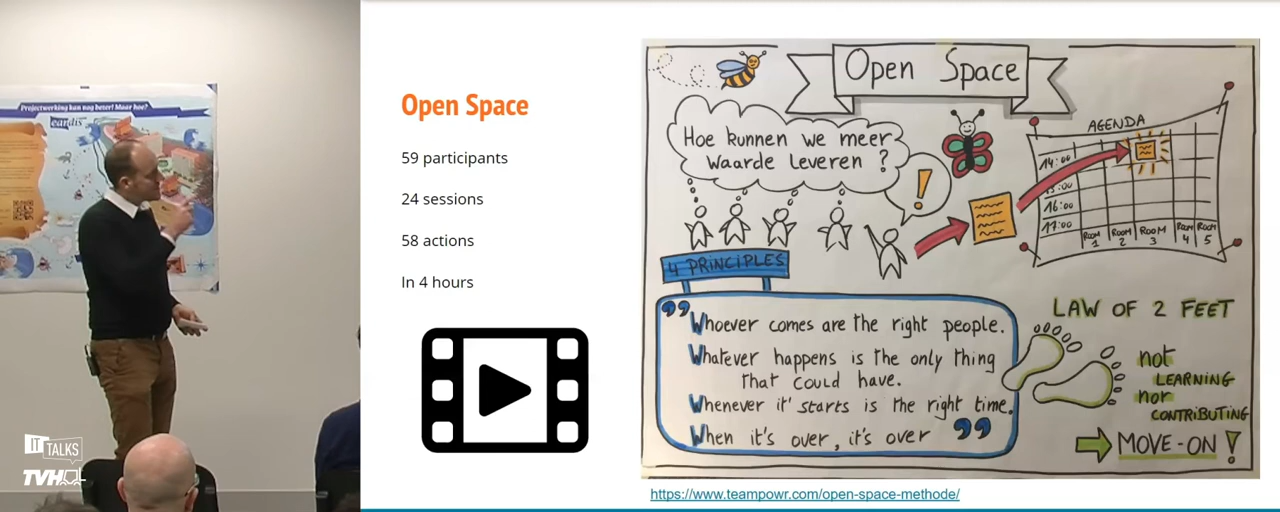 Projectwerking kan nog beter! Maar hoe?
eandis
IT TALKS
TVH
Open Space
59 participants
24 sessions
58 actions
In 4 hours
Open Space
Hoe kunnen we meer
waarde leveren ?
!
AGENDA
14:00
15:00
16:00
17:00
ROOM 1
ROOM 2
ROOM 3
ROOM 4
ROOM 5
4 PRINCIPLES
"Whoever comes are the right people.
Whatever happens is the only thing
that could have.
Whenever it' starts is the right time.
When it's over, it's over "
LAW OF 2 FEET
not
LEARNING
nor
CONTRIBUTING
MOVE-ON !
https://www.teampowr.com/open-space-methode/